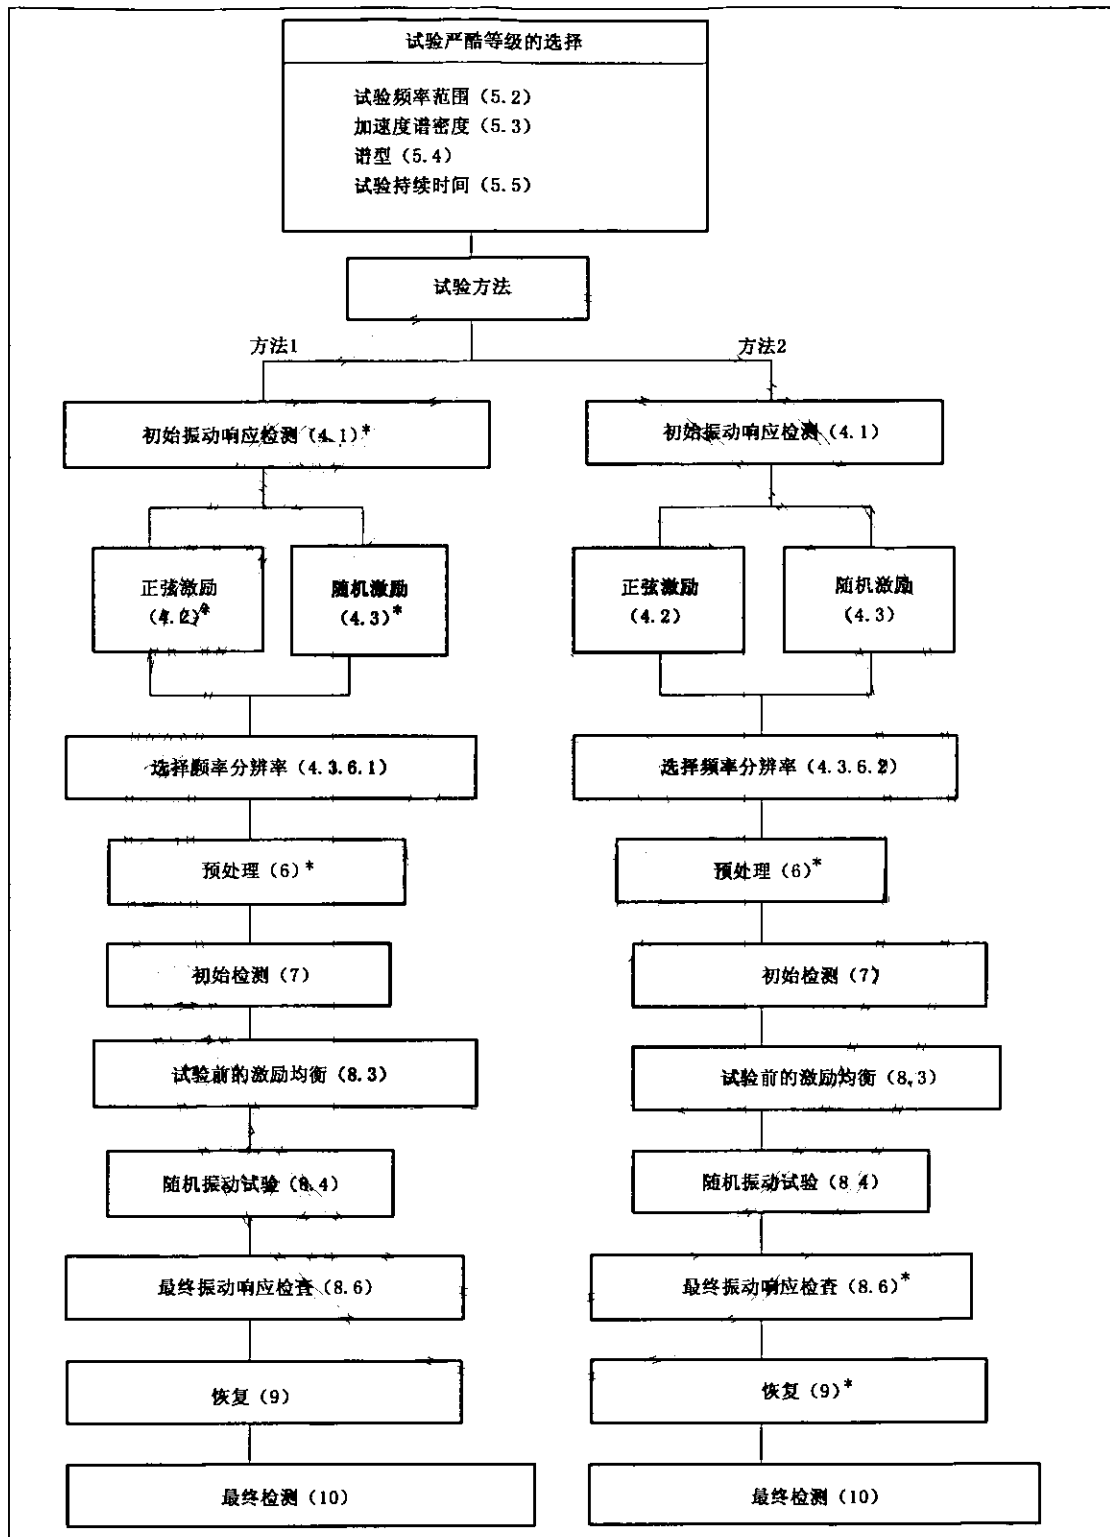 试验严酷等级的选择
试验频率范围（5.2）
加速度谱密度（5.3）
谱型（5.4）
试验持续时间（5.5）
试验方法
方法1
方法2
初始振动响应检测（4.1）*
初始振动响应检测（4.1）
正弦激励
（4.2）*
随机激励
（4.3）*
正弦激励
（4.2）
随机激励
（4.3）
选择频率分辨率（4.3.6.1）
选择频率分辨率（4.3.6.2）
预处理（6）*
预处理（6）*
初始检测（7）
初始检测（7）
试验前的激励均衡（8.3）
试验前的激励均衡（8.3）
随机振动试验（8.4）
随机振动试验（8.4）
最终振动响应检查（8.6）
最终振动响应检查（8.6）*
恢复（9）
恢复（9）*
最终检测（10）
最终检测（10）